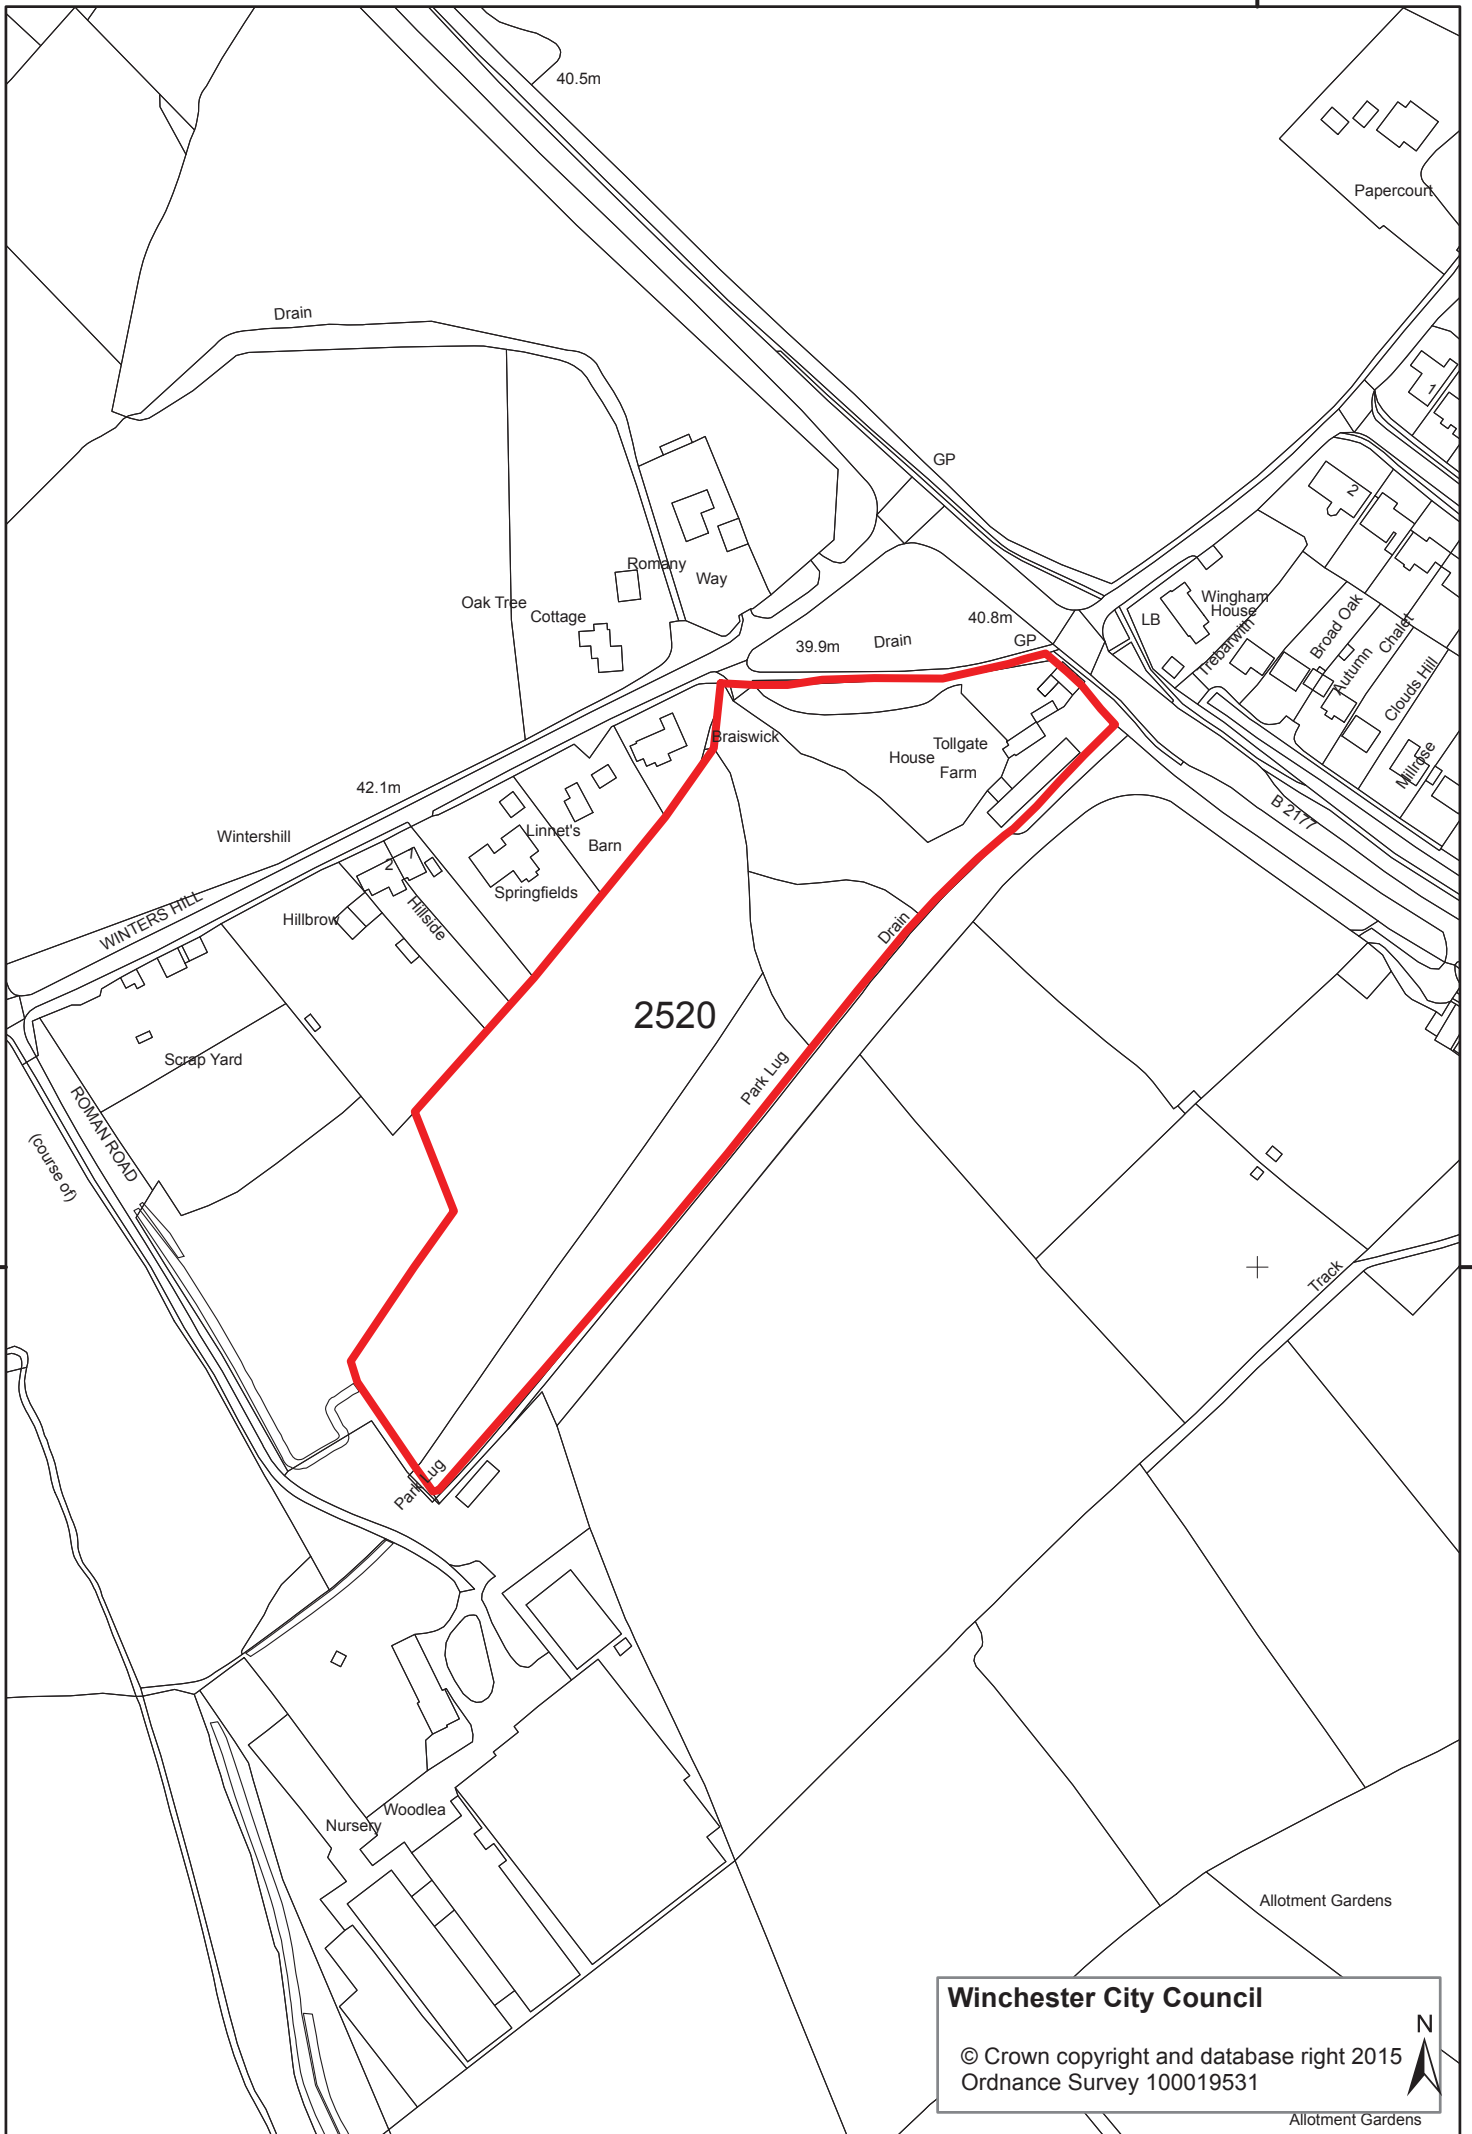 40.5m
Papercourt
Drain
1
GP
2
Romany
Way
Oak Tree
Cottage
Wingham
House
LB
Trebarwith
Broad Oak
Autumn
Chalet
Clouds Hill
Millrose
40.8m
39.9m
Drain
GP
Braiswick
Tollgate
House
Farm
B 2177
42.1m
Wintershill
Linnet's
Barn
2
1
Springfields
Hillside
Hillbrow
WINTERS HILL
Drain
2520
Scrap Yard
Park Lug
ROMAN ROAD
(course of)
Track
Park Lug
Woodlea
Nursery
Allotment Gardens
Winchester City Council
N
© Crown copyright and database right 2015
Ordnance Survey 100019531
Allotment Gardens